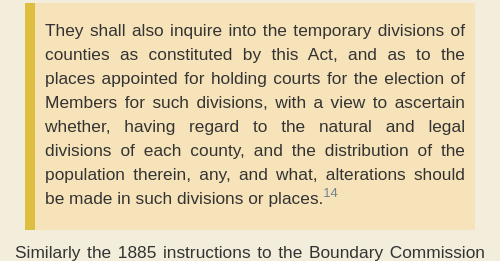 They shall also inquire into the temporary divisions of
counties as constituted by this Act, and as to the
places appointed for holding courts for the election of
Members for such divisions, with a view to ascertain
whether, having regard to the natural and legal
divisions of each county, and the distribution of the
population therein, any, and what, alterations should
be made in such divisions or places.14
Similarly the 1885 instructions to the Boundary Commission